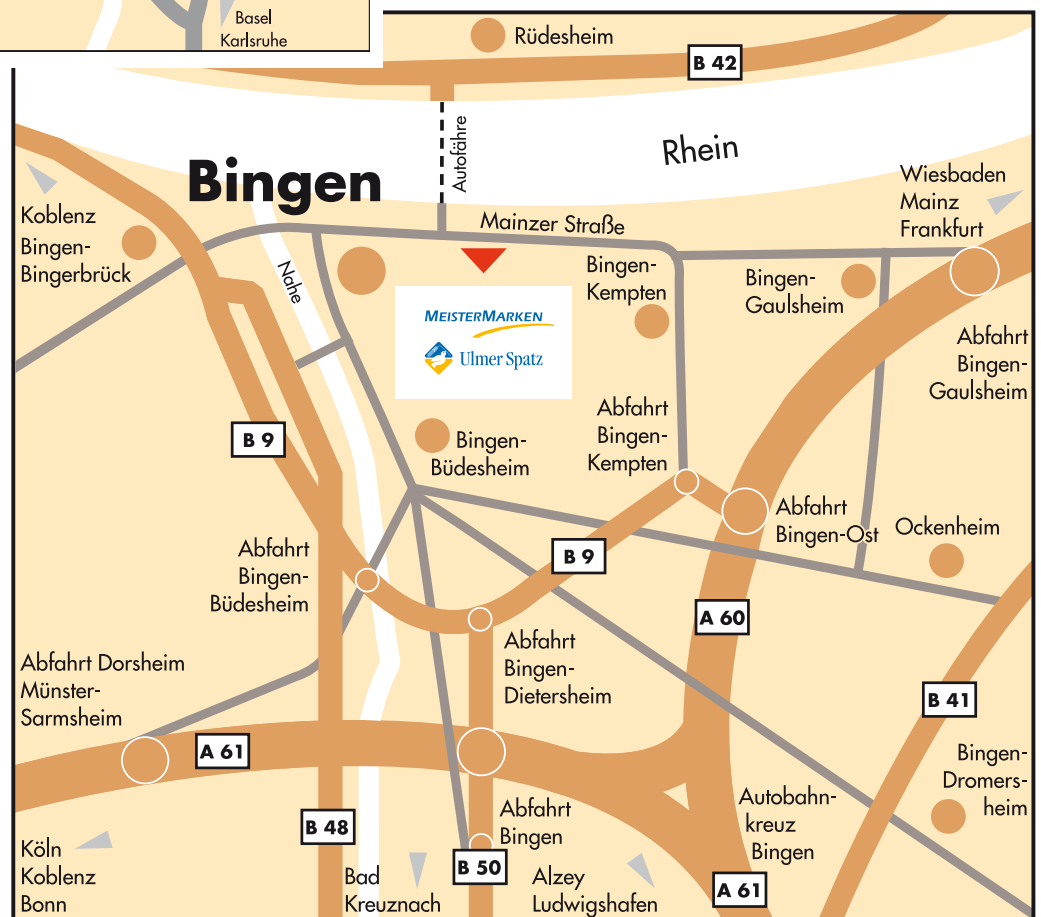 Basel
Karlsruhe
Rüdesheim
B 42
Autofähre
Rhein
Bingen
Wiesbaden
Mainz
Frankfurt
Koblenz
Bingen-
Bingerbrück
Mainzer Straße
Nahe
Bingen-
Kempten
Bingen-
Gaulsheim
MEISTERMARKEN
Ulmer Spatz
Abfahrt
Bingen-
Gaulsheim
B 9
Bingen-
Büdesheim
Abfahrt
Bingen-
Kempten
Abfahrt
Bingen-Ost
Ockenheim
Abfahrt
Bingen-
Büdesheim
B 9
A 60
Abfahrt
Bingen-
Dietersheim
Abfahrt Dorsheim
Münster-
Sarmsheim
B 41
A 61
Bingen-
Dromers-
heim
Abfahrt
Bingen
Autobahn-
kreuz
Bingen
B 48
Köln
Koblenz
Bonn
Bad
Kreuznach
B 50
Alzey
Ludwigshafen
A 61